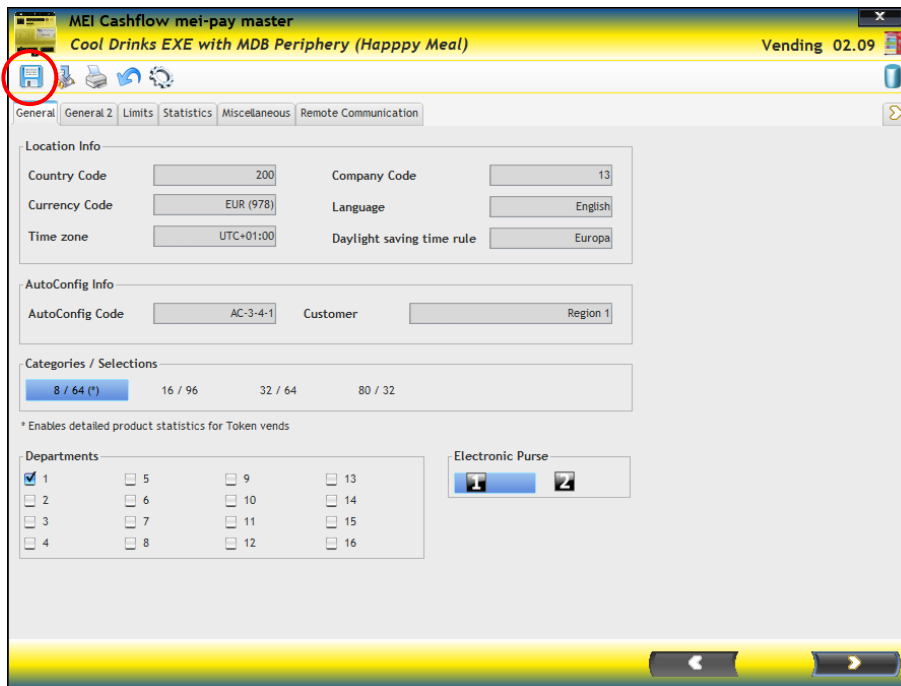 MEI Cashflow mei-pay master
Cool Drinks EXE with MDB Periphery (Happpy Meal)
Vending 02.09
General General 2 Limits Statistics Miscellaneous Remote Communication
Location Info
Country Code 200 Company Code 13
Currency Code EUR (978) Language English
Time zone UTC+01:00 Daylight saving time rule Europa
AutoConfig Info
AutoConfig Code AC-3-4-1 Customer Region 1
Categories / Selections
8 / 64 (*) 16 / 96 32 / 64 80 / 32
* Enables detailed product statistics for Token vends
Departments
1 5 9 13
2 6 10 14
3 7 11 15
4 8 12 16
Electronic Purse
1 2